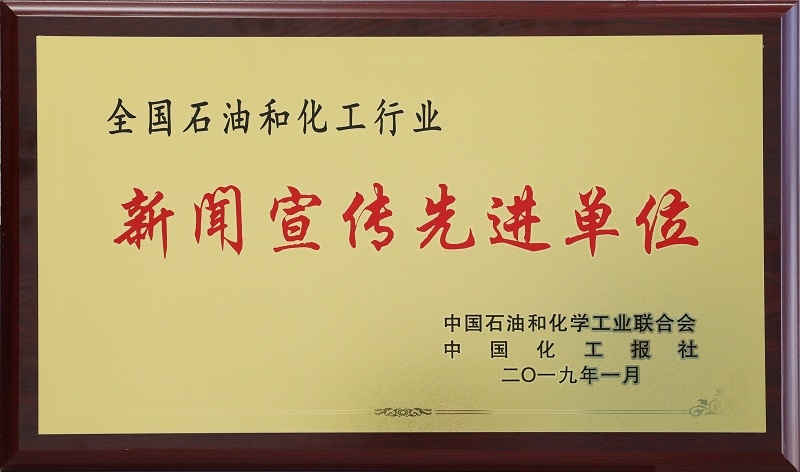 全国石油和化工行业
新闻宣传先进单位
中国石油和化学工业联合会
中国化工报社
二〇一九年一月